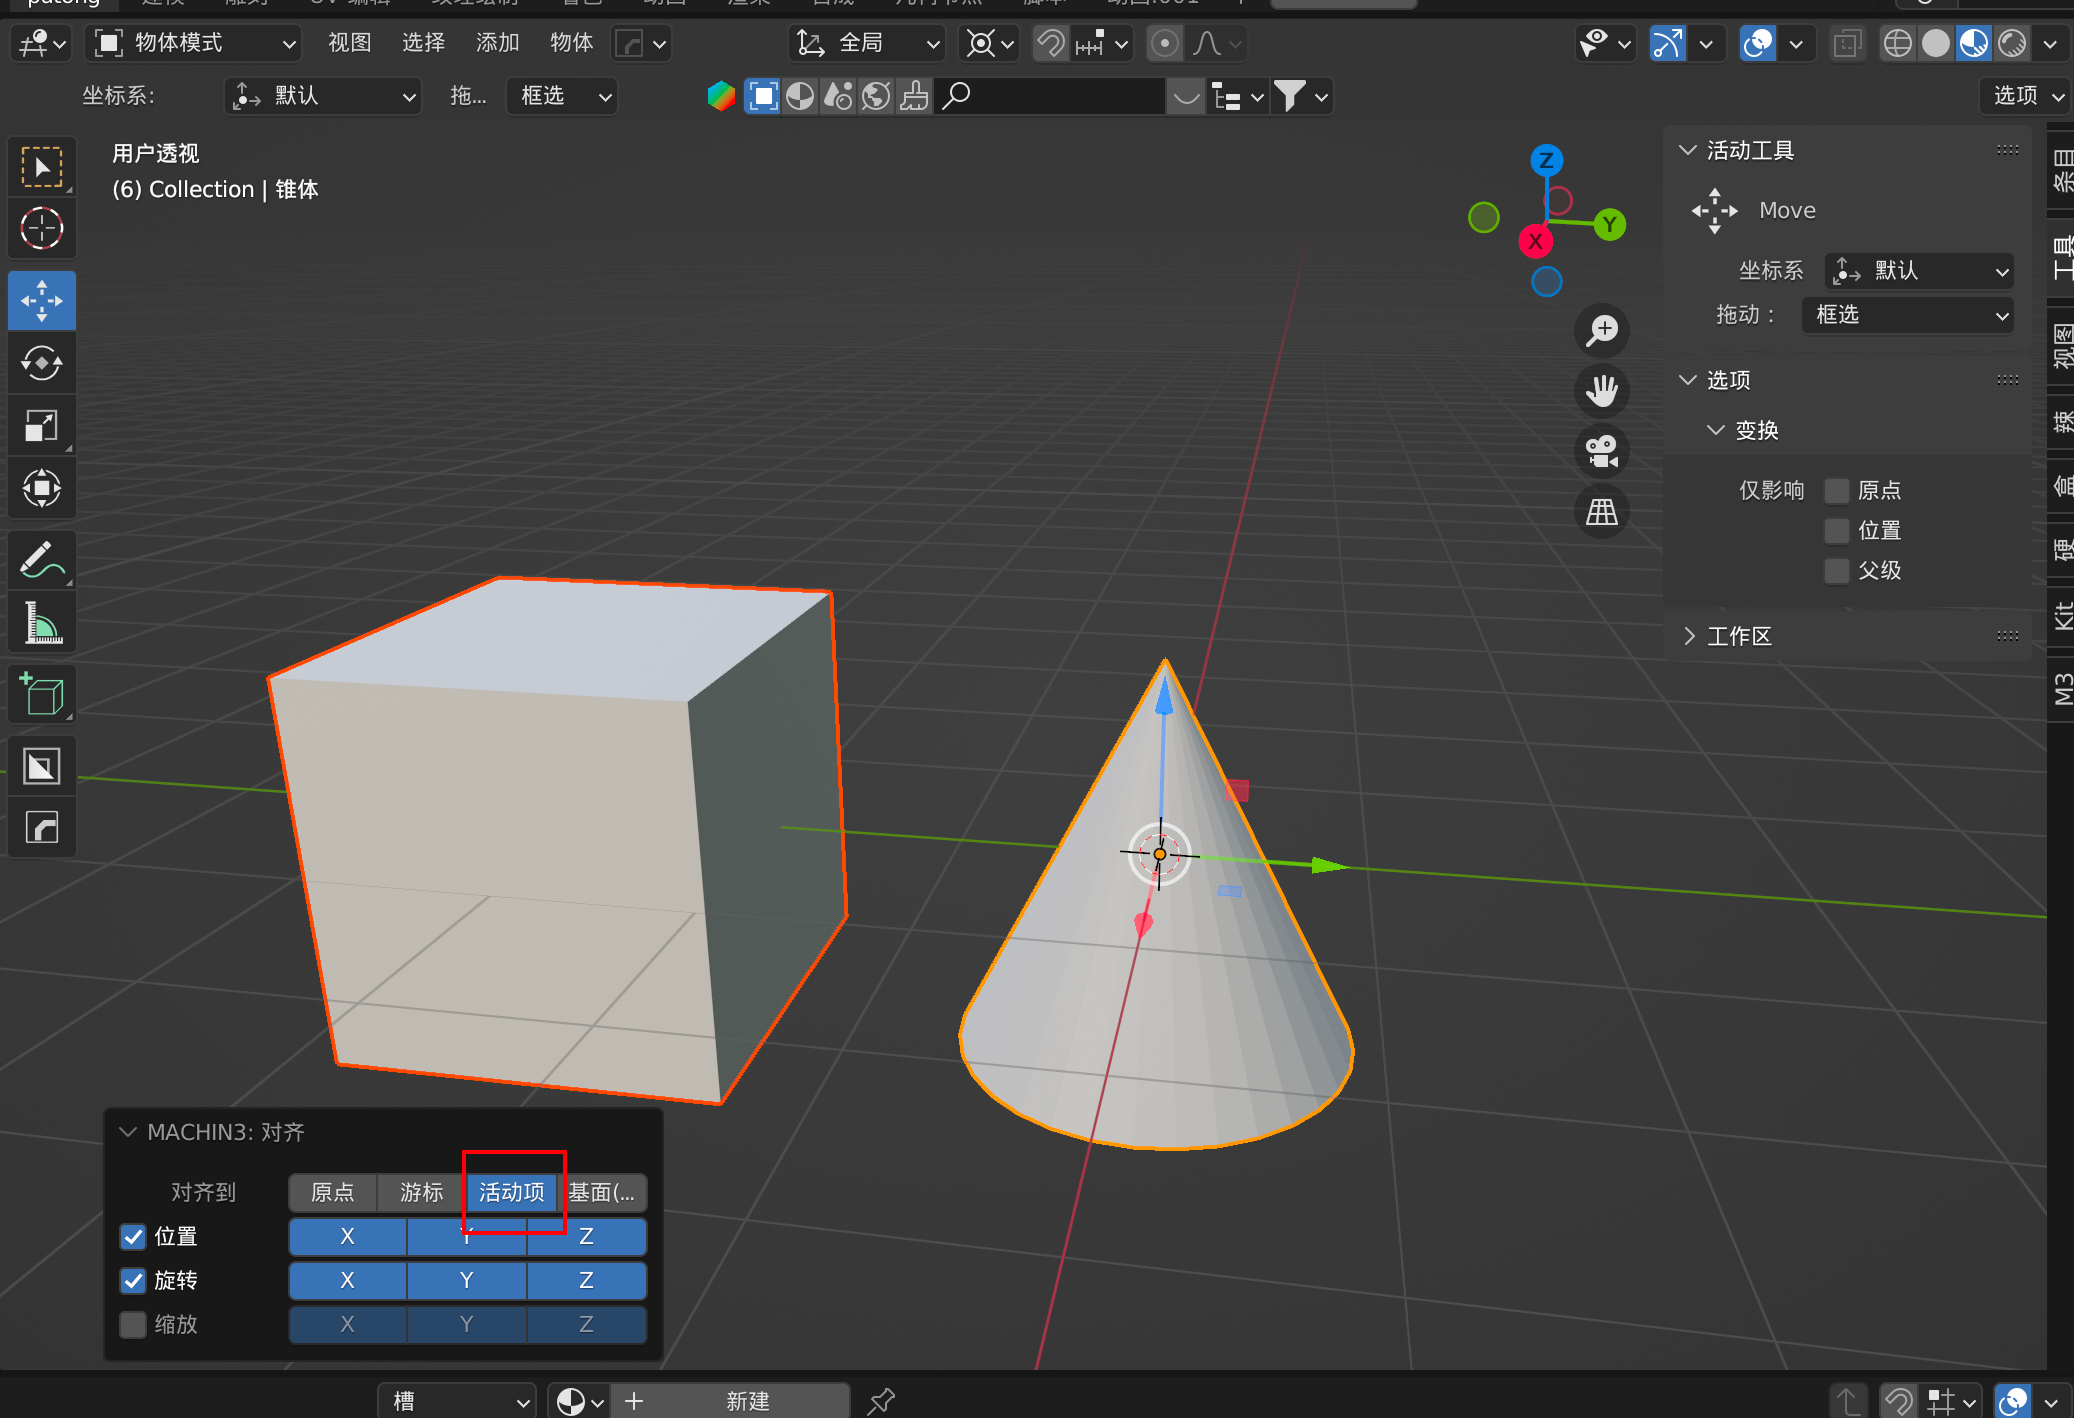 物体模式 视图 选择 添加 物体 全局
坐标系: 默认 拖... 框选 选项
用户透视
(6) Collection | 锥体
Z
Y
X
活动工具
Move
坐标系 默认
拖动： 框选
选项
变换
仅影响 原点
位置
父级
工作区
条目
工具
视图
辣
盒
硬
Kit
M3
MACHIN3: 对齐
对齐到 原点 游标 活动项 基面(...
位置 X Y Z
旋转 X Y Z
缩放 X Y Z
槽 新建